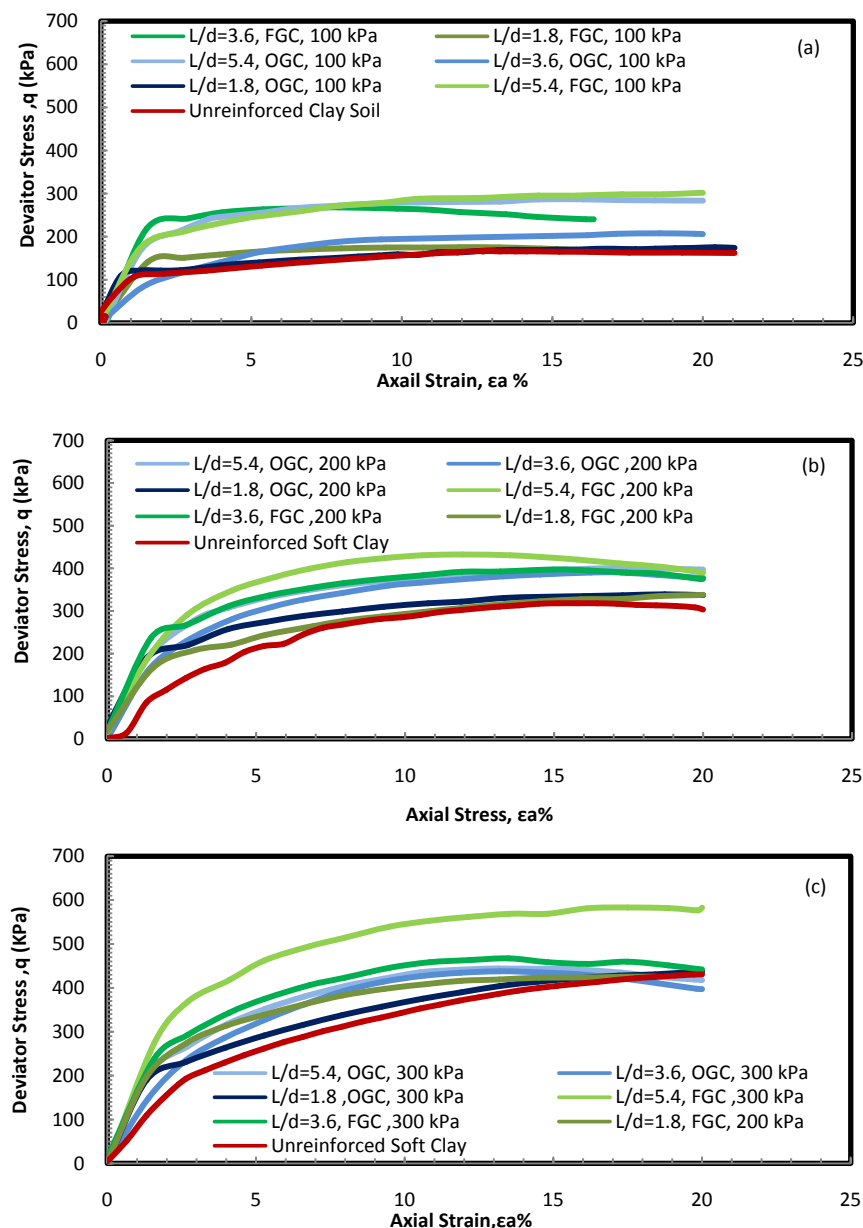 700
600
500
400
300
200
100
0
Devaitor Stress ,q (kPa)
L/d=3.6, FGC, 100 kPa
L/d=1.8, FGC, 100 kPa
L/d=5.4, OGC, 100 kPa
L/d=3.6, OGC, 100 kPa
L/d=1.8, OGC, 100 kPa
L/d=5.4, FGC, 100 kPa
Unreinforced Clay Soil
(a)
0 5 10 15 20 25
Axail Strain, εa %
700
600
500
400
300
200
100
0
Deviator Stress, q (kPa)
L/d=5.4, OGC, 200 kPa
L/d=3.6, OGC ,200 kPa
L/d=1.8, OGC, 200 kPa
L/d=5.4, FGC ,200 kPa
L/d=3.6, FGC ,200 kPa
L/d=1.8, FGC ,200 kPa
Unreinforced Soft Clay
(b)
0 5 10 15 20 25
Axial Stress, εa%
700
600
500
400
300
200
100
0
Deviator Stress ,q (KPa)
(c)
L/d=5.4, OGC, 300 kPa
L/d=3.6, OGC, 300 kPa
L/d=1.8 ,OGC, 300 kPa
L/d=5.4, FGC ,300 kPa
L/d=3.6, FGC ,300 kPa
L/d=1.8, FGC, 200 kPa
Unreinforced Soft Clay
0 5 10 15 20 25
Axial Strain,εa%